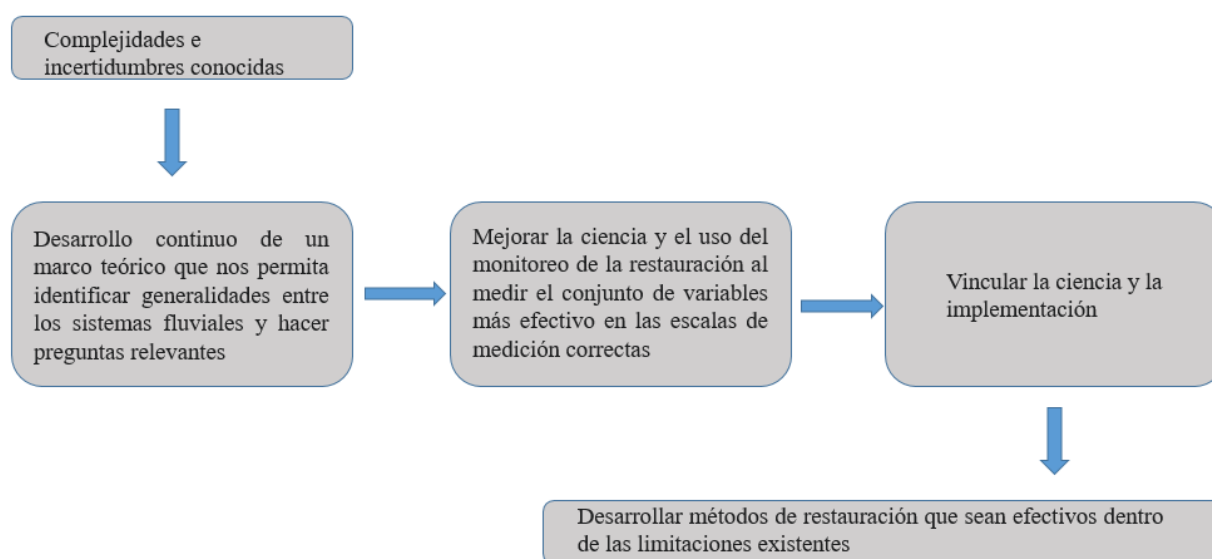 Complejidades e
incertidumbres conocidas
Desarrollo continuo de un
marco teórico que nos permita
identificar generalidades entre
los sistemas fluviales y hacer
preguntas relevantes
Mejorar la ciencia y el uso del
monitoreo de la restauración al
medir el conjunto de variables
más efectivo en las escalas de
medición correctas
Vincular la ciencia y la
implementación
Desarrollar métodos de restauración que sean efectivos dentro
de las limitaciones existentes